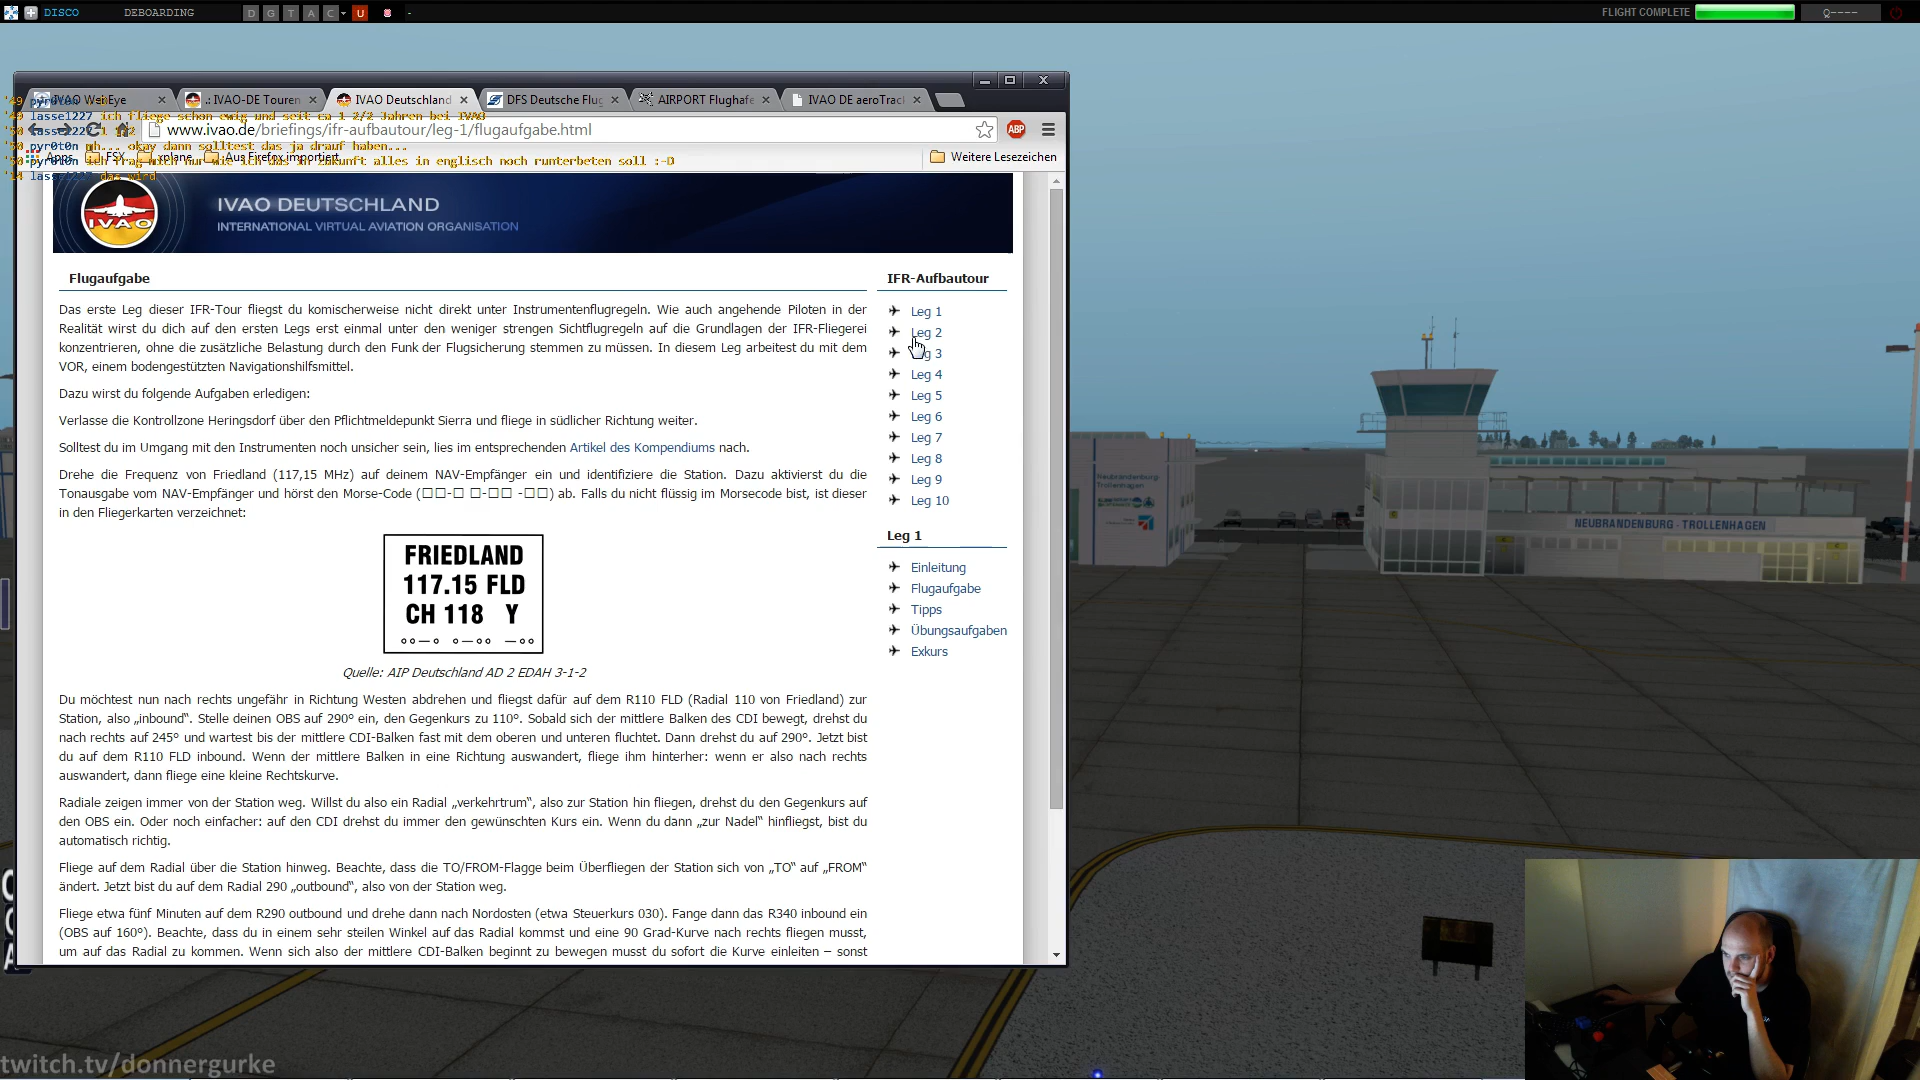 DISCO DEBOARDING D G T A C U - FLIGHT COMPLETE Q----
IVAO WebEye .: IVAO-DE Touren IVAO Deutschland DFS Deutsche Flug AIRPORT Flughafe IVAO DE aeroTrack
lasse1227 ich fliege schon ewig und seit ca 1 2/2 Jahren bei IVAO
www.ivao.de/briefings/ifr-aufbautour/leg-1/flugaufgabe.html ABP
lasse1227 1 1/2
pyr0t0n oh... okay dann solltest das ja drauf haben...
Apps FSX xplane Aus Firefox importiert Weitere Lesezeichen
lasse1227 das wird
IVAO
IVAO DEUTSCHLAND
INTERNATIONAL VIRTUAL AVIATION ORGANISATION
Flugaufgabe
Das erste Leg dieser IFR-Tour fliegst du komischerweise nicht direkt unter Instrumentenflugregeln. Wie auch angehende Piloten in der
Realität wirst du dich auf den ersten Legs erst einmal unter den weniger strengen Sichtflugregeln auf die Grundlagen der IFR-Fliegerei
konzentrieren, ohne die zusätzliche Belastung durch den Funk der Flugsicherung stemmen zu müssen. In diesem Leg arbeitest du mit dem
VOR, einem bodengestützten Navigationshilfsmittel.
Dazu wirst du folgende Aufgaben erledigen:
Verlasse die Kontrollzone Heringsdorf über den Pflichtmeldepunkt Sierra und fliege in südlicher Richtung weiter.
Solltest du im Umgang mit den Instrumenten noch unsicher sein, lies im entsprechenden Artikel des Kompendiums nach.
Drehe die Frequenz von Friedland (117,15 MHz) auf deinem NAV-Empfänger ein und identifiziere die Station. Dazu aktivierst du die
Tonausgabe vom NAV-Empfänger und hörst den Morse-Code (□□-□ □-□□ -□□) ab. Falls du nicht flüssig im Morsecode bist, ist dieser
in den Fliegerkarten verzeichnet:
FRIEDLAND
117.15 FLD
CH 118 Y
Quelle: AIP Deutschland AD 2 EDAH 3-1-2
Du möchtest nun nach rechts ungefähr in Richtung Westen abdrehen und fliegst dafür auf dem R110 FLD (Radial 110 von Friedland) zur
Station, also „inbound“. Stelle deinen OBS auf 290° ein, den Gegenkurs zu 110°. Sobald sich der mittlere Balken des CDI bewegt, drehst du
nach rechts auf 245° und wartest bis der mittlere CDI-Balken fast mit dem oberen und unteren fluchtet. Dann drehst du auf 290°. Jetzt bist
du auf dem R110 FLD inbound. Wenn der mittlere Balken in eine Richtung auswandert, fliege ihm hinterher: wenn er also nach rechts
auswandert, dann fliege eine kleine Rechtskurve.
Radiale zeigen immer von der Station weg. Willst du also ein Radial „verkehrtrum“, also zur Station hin fliegen, drehst du den Gegenkurs auf
den OBS ein. Oder noch einfacher: auf den CDI drehst du immer den gewünschten Kurs ein. Wenn du dann „zur Nadel“ hinfliegst, bist du
automatisch richtig.
Fliege auf dem Radial über die Station hinweg. Beachte, dass die TO/FROM-Flagge beim Überfliegen der Station sich von „TO“ auf „FROM“
ändert. Jetzt bist du auf dem Radial 290 „outbound“, also von der Station weg.
Fliege etwa fünf Minuten auf dem R290 outbound und drehe dann nach Nordosten (etwa Steuerkurs 030). Fange dann das R340 inbound ein
(OBS auf 160°). Beachte, dass du in einem sehr steilen Winkel auf das Radial kommst und eine 90 Grad-Kurve nach rechts fliegen musst,
um auf das Radial zu kommen. Wenn sich also der mittlere CDI-Balken beginnt zu bewegen musst du sofort die Kurve einleiten – sonst
IFR-Aufbautour
Leg 1
Leg 2
Leg 3
Leg 4
Leg 5
Leg 6
Leg 7
Leg 8
Leg 9
Leg 10
Leg 1
Einleitung
Flugaufgabe
Tipps
Übungsaufgaben
Exkurs
Neubrandenburg-
Trollenhagen
NEUBRANDENBURG - TROLLENHAGEN
twitch.tv/donnergurke